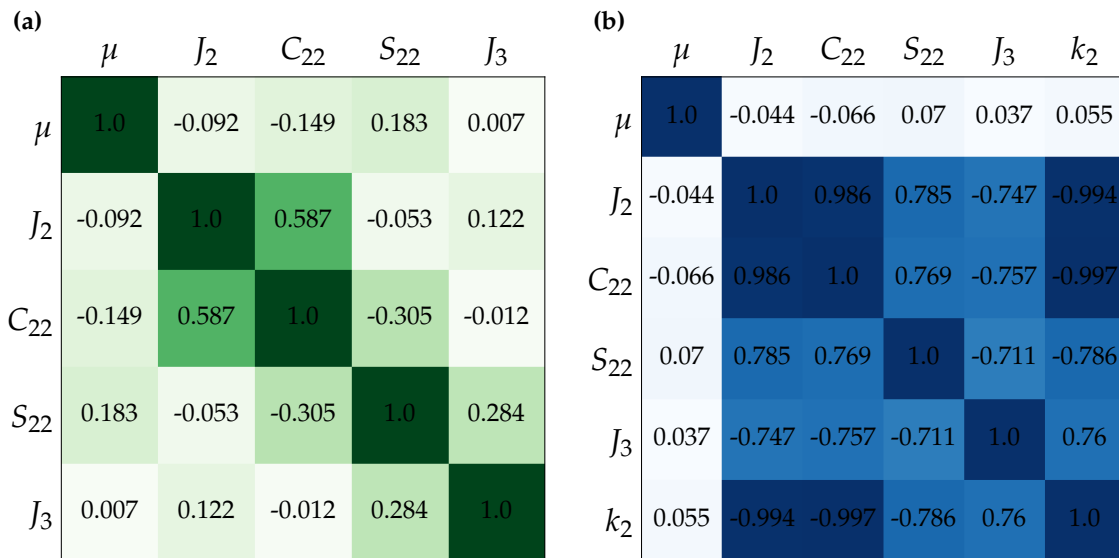 (a)
μ J₂ C₂₂ S₂₂ J₃
μ 1.0 -0.092 -0.149 0.183 0.007
J₂ -0.092 1.0 0.587 -0.053 0.122
C₂₂ -0.149 0.587 1.0 -0.305 -0.012
S₂₂ 0.183 -0.053 -0.305 1.0 0.284
J₃ 0.007 0.122 -0.012 0.284 1.0
(b)
μ J₂ C₂₂ S₂₂ J₃ k₂
μ 1.0 -0.044 -0.066 0.07 0.037 0.055
J₂ -0.044 1.0 0.986 0.785 -0.747 -0.994
C₂₂ -0.066 0.986 1.0 0.769 -0.757 -0.997
S₂₂ 0.07 0.785 0.769 1.0 -0.711 -0.786
J₃ 0.037 -0.747 -0.757 -0.711 1.0 0.76
k₂ 0.055 -0.994 -0.997 -0.786 0.76 1.0